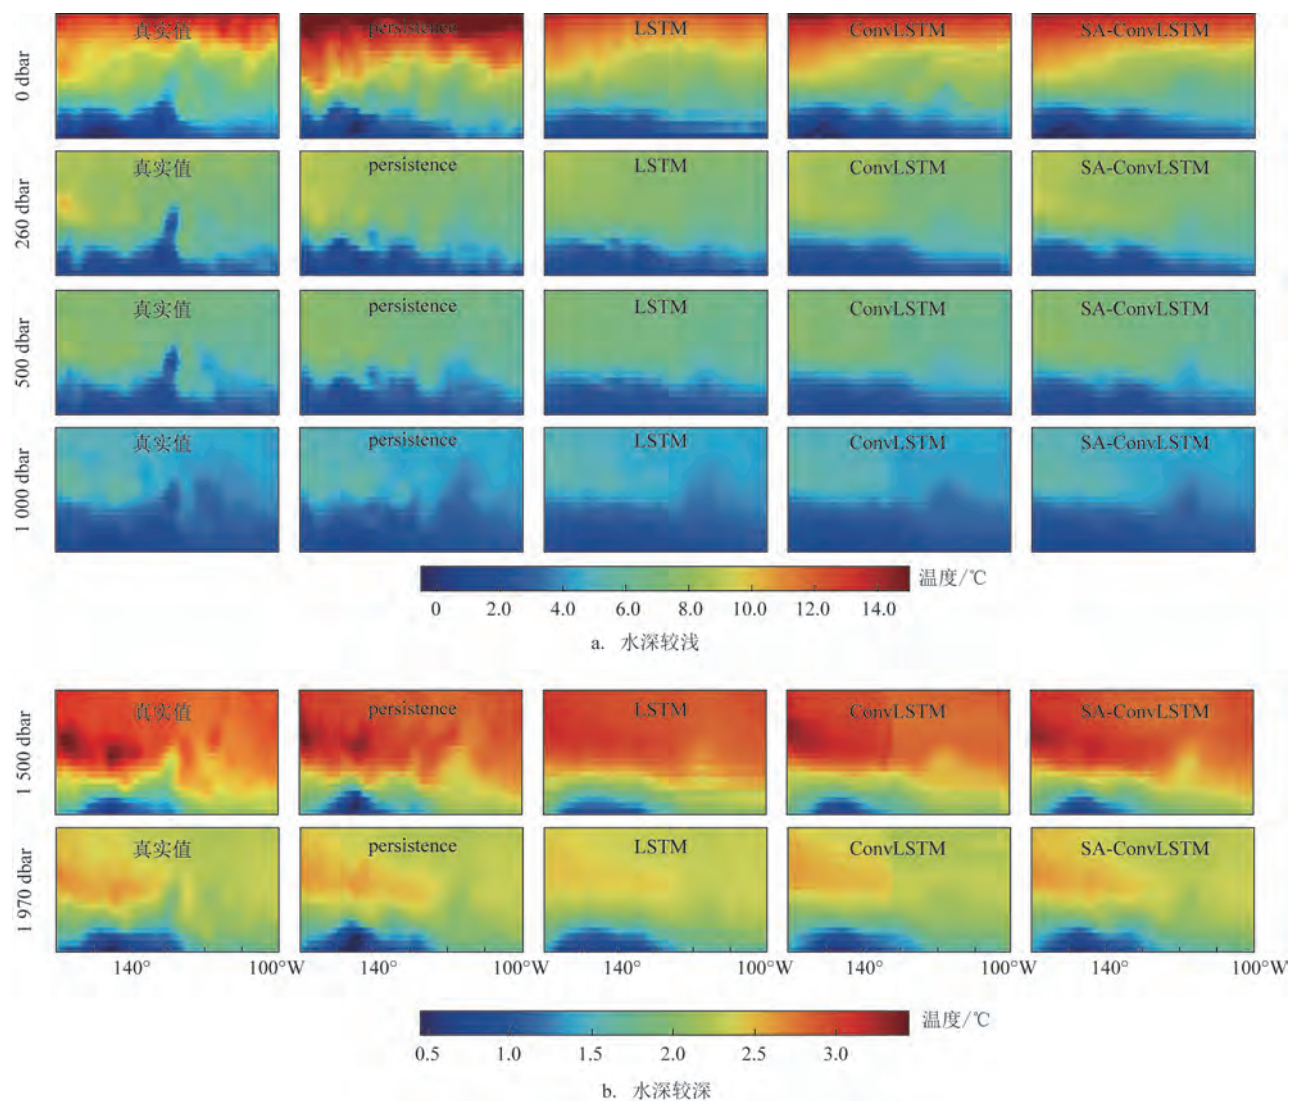 0 dbar
真实值
persistence
LSTM
ConvLSTM
SA-ConvLSTM
260 dbar
真实值
persistence
LSTM
ConvLSTM
SA-ConvLSTM
500 dbar
真实值
persistence
LSTM
ConvLSTM
SA-ConvLSTM
1 000 dbar
真实值
persistence
LSTM
ConvLSTM
SA-ConvLSTM
温度/℃
0 2.0 4.0 6.0 8.0 10.0 12.0 14.0
a. 水深较浅
1 500 dbar
真实值
persistence
LSTM
ConvLSTM
SA-ConvLSTM
1 970 dbar
真实值
persistence
LSTM
ConvLSTM
SA-ConvLSTM
140° 100°W 140° 100°W 140° 100°W 140° 100°W 140° 100°W
温度/℃
0.5 1.0 1.5 2.0 2.5 3.0
b. 水深较深